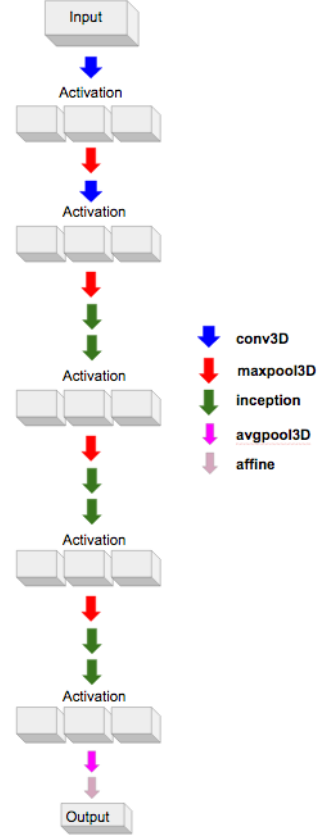 Input
Activation
Activation
conv3D
maxpool3D
Activation
inception
avgpool3D
affine
Activation
Activation
Output